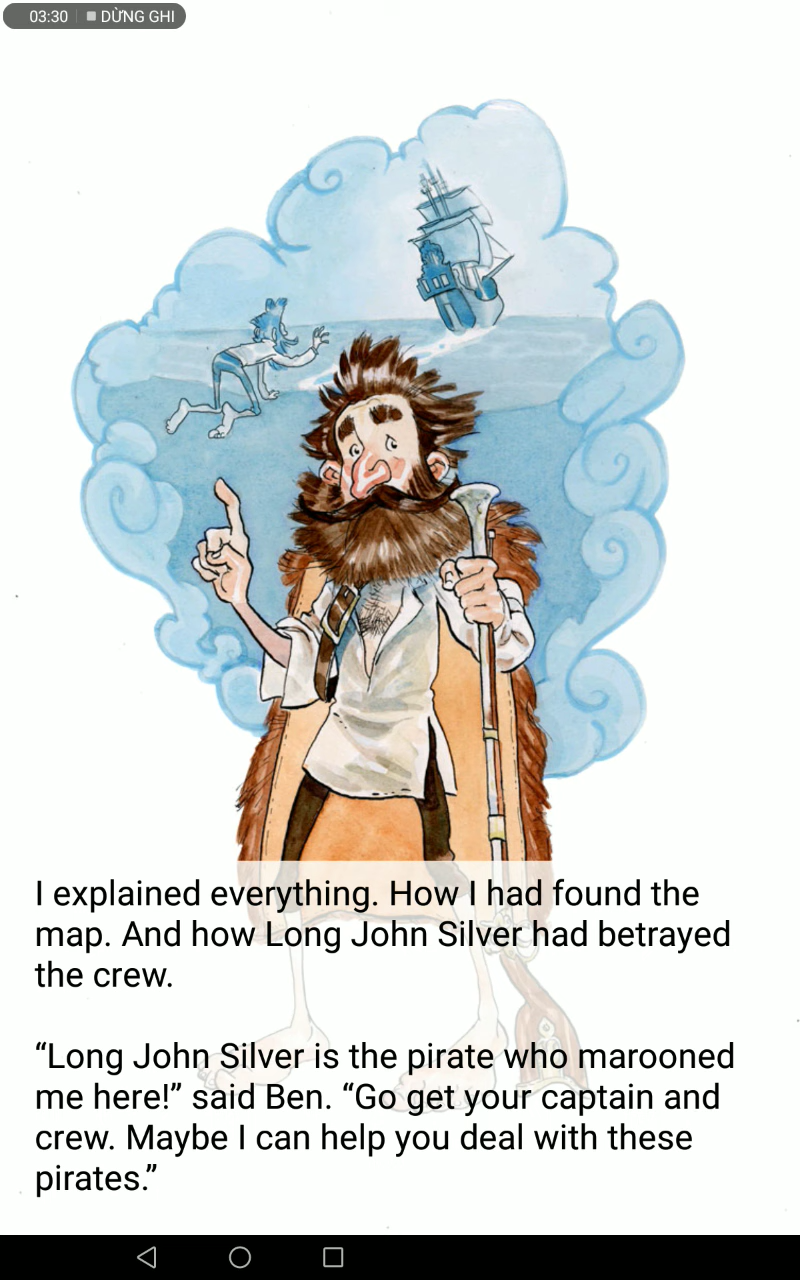 03:30 DỪNG GHI
I explained everything. How I had found the
map. And how Long John Silver had betrayed
the crew.
“Long John Silver is the pirate who marooned
me here!” said Ben. “Go get your captain and
crew. Maybe I can help you deal with these
pirates.”